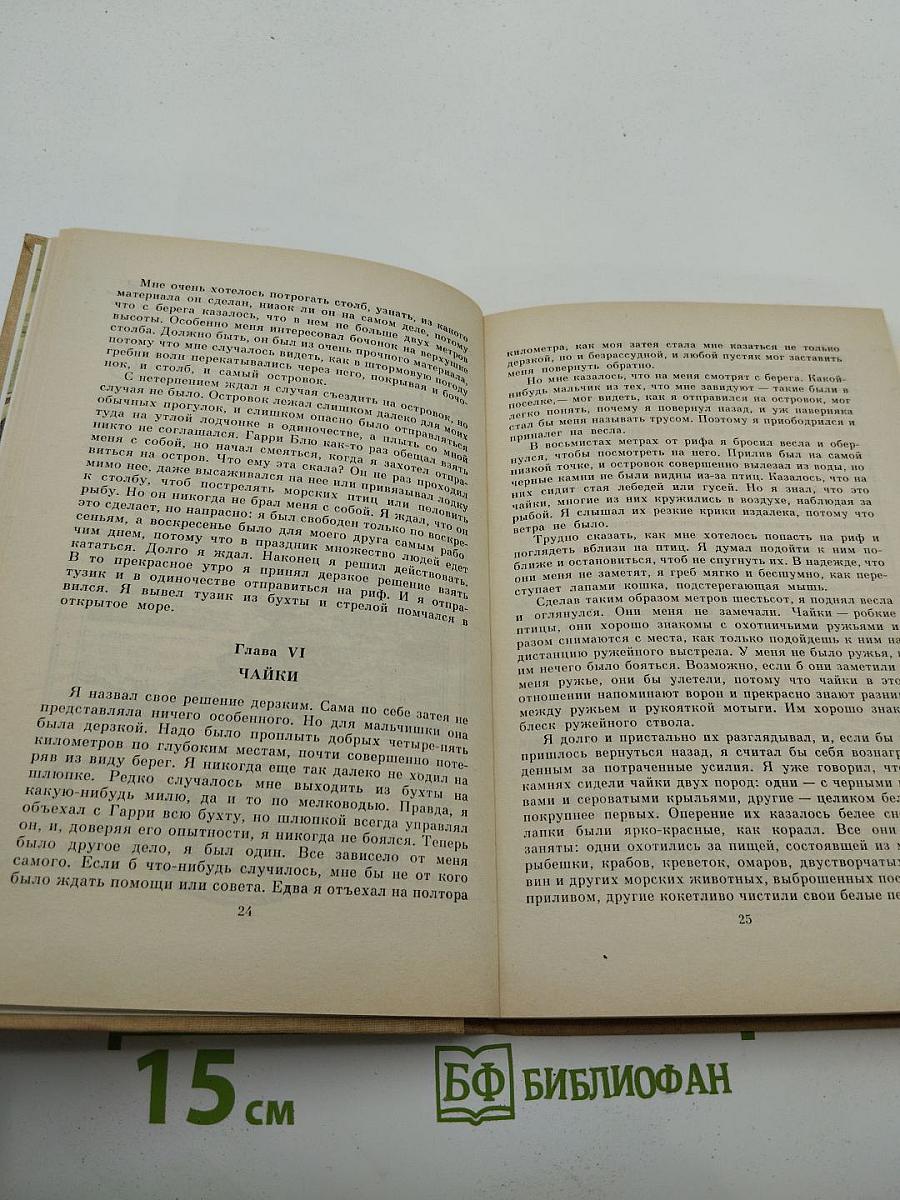 Мне очень хотелось потрогать столб, узнать, из какого
материала он сделан, низок ли он на самом деле, потому
что с берега казалось, что в нем не больше двух метров
высоты. Особенно меня интересовал бочонок на верхушке
столба. Должно быть, он был из очень прочного материала,
потому что мне случалось видеть, как в штормовую погоду
гребни волн перекатывались через него, покрывая и бочо-
нок, и столб, и самый островок.
С нетерпением ждал я случая съездить на островок, но
случая не было. Островок лежал слишком далеко для моих
обычных прогулок, и слишком опасно было отправляться
туда на утлой лодчонке в одиночестве, а плыть со мной
никто не соглашался. Гарри Блю как-то раз обещал взять
меня с собой, но начал смеяться, когда я захотел отпра-
виться на остров. Что ему эта скала? Он не раз проходил
мимо нее, даже высаживался на нее или привязывал лодку
к столбу, чтоб пострелять морских птиц или половить
рыбу. Но он никогда не брал меня с собой. Я ждал, что он
это сделает, но напрасно: я был свободен только по воскре-
сеньям, а воскресенье было для моего друга самым рабо
чим днем, потому что в праздник множество людей едет
кататься. Долго я ждал. Наконец я решил действовать.
В то прекрасное утро я принял дерзкое решение взять
тузик и в одиночестве отправиться на риф. И я отпра-
вился. Я вывел тузик из бухты и стрелой помчался в
открытое море.
Глава VI
ЧАЙКИ
Я назвал свое решение дерзким. Сама по себе затея не
представляла ничего особенного. Но для мальчишки она
была дерзкой. Надо было проплыть добрых четыре-пять
километров по глубоким местам, почти совершенно поте-
ряв из виду берег. Я никогда еще так далеко не ходил на
шлюпке. Редко случалось мне выходить из бухты на
какую-нибудь милю, да и то по мелководью. Правда, я
объехал с Гарри всю бухту, но шлюпкой всегда управлял
он, и, доверяя его опытности, я никогда не боялся. Теперь
было другое дело, я был один. Все зависело от меня
самого. Если б что-нибудь случилось, мне бы не от кого
было ждать помощи или совета. Едва я отъехал на полтора
24
километра, как моя затея стала мне казаться не только
дерзкой, но и безрассудной, и любой пустяк мог заставить
меня повернуть обратно.
Но мне казалось, что на меня смотрят с берега. Какой-
нибудь мальчик из тех, что мне завидуют — такие были в
поселке,— мог видеть, как я отправился на островок, мог
легко понять, почему я повернул назад, и уж наверняка
стал бы меня называть трусом. Поэтому я приободрился и
приналег на весла.
В восьмистах метрах от рифа я бросил весла и обер-
нулся, чтобы посмотреть на него. Прилив был на самой
низкой точке, и островок совершенно вылезал из воды, но
черные камни не были видны из-за птиц. Казалось, что на
них сидит стая лебедей или гусей. Но я знал, что это
чайки, многие из них кружились в воздухе, наблюдая за
рыбой. Я слышал их резкие крики издалека, потому что
ветра не было.
Трудно сказать, как мне хотелось попасть на риф и
поглядеть вблизи на птиц. Я думал подойти к ним по-
ближе и остановиться, чтоб не спугнуть их. В надежде, что
они меня не заметят, я греб мягко и бесшумно, как пере-
ступает лапами кошка, подстерегающая мышь.
Сделав таким образом метров шестьсот, я поднял весла
и оглянулся. Они меня не замечали. Чайки — робкие
птицы, они хорошо знакомы с охотничьими ружьями и
разом снимаются с места, как только подойдешь к ним на
дистанцию ружейного выстрела. У меня не было ружья,
им нечего было бояться. Возможно, если б они заметили
меня ружье, они бы улетели, потому что чайки в это
отношении напоминают ворон и прекрасно знают разни
между ружьем и рукояткой мотыги. Им хорошо знак
блеск ружейного ствола.
Я долго и пристально их разглядывал, и, если бы
пришлось вернуться назад, я считал бы себя вознагр
денным за потраченные усилия. Я уже говорил, что
камнях сидели чайки двух пород: одни — с черными
вами и сероватыми крыльями, другие — целиком бел
покрупнее первых. Оперение их казалось белее сне
лапки были ярко-красные, как коралл. Все они
заняты: одни охотились за пищей, состоявшей из м
рыбешки, крабов, креветок, омаров, двустворчатых
вин и других морских животных, выброшенных пос
приливом, другие кокетливо чистили свои белые пе
25
15 см
БФ БИБЛИОФАН